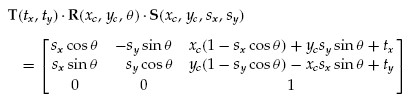 T(t_x, t_y) · R(x_c, y_c, θ) · S(x_c, y_c, s_x, s_y)
= [ s_x cos θ   −s_y sin θ   x_c(1 − s_x cos θ) + y_c s_y sin θ + t_x
s_x sin θ   s_y cos θ   y_c(1 − s_y cos θ) − x_c s_x sin θ + t_y
0   0   1 ]